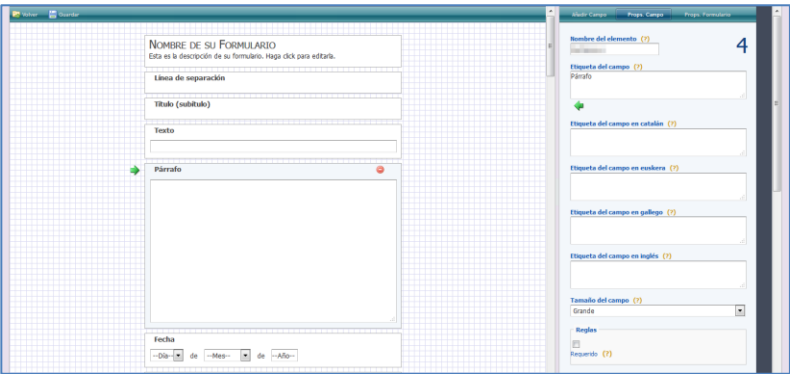 Volver Guardar
NOMBRE DE SU FORMULARIO
Esta es la descripción de su formulario. Haga click para editarla.
Línea de separación
Título (subítulo)
Texto
Párrafo
Fecha
--Día-- de --Mes-- de --Año--
Añadir Campo Props. Campo Props. Formulario
Nombre del elemento (?)
4
Etiqueta del campo (?)
Párrafo
Etiqueta del campo en catalán (?)
Etiqueta del campo en euskera (?)
Etiqueta del campo en gallego (?)
Etiqueta del campo en inglés (?)
Tamaño del campo (?)
Grande
Reglas
Requerido (?)